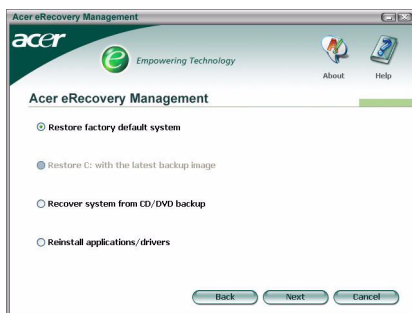 Acer eRecovery Management
acer
e
Empowering Technology
About
Help
Acer eRecovery Management
Restore factory default system
Restore C: with the latest backup image
Recover system from CD/DVD backup
Reinstall applications/drivers
Back
Next
Cancel